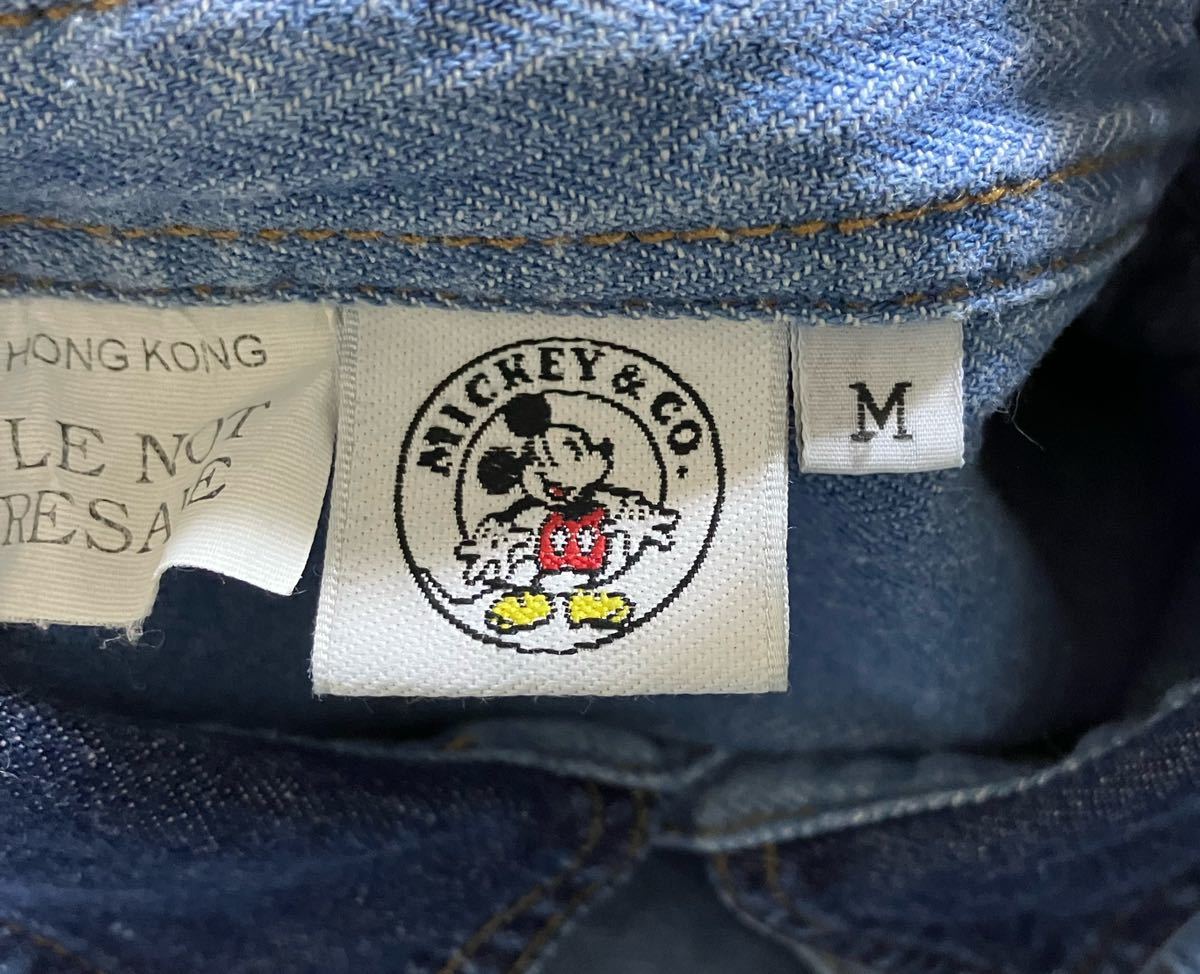 HONG KONG
LE NOT
RESALE
MICKEY & CO.
M